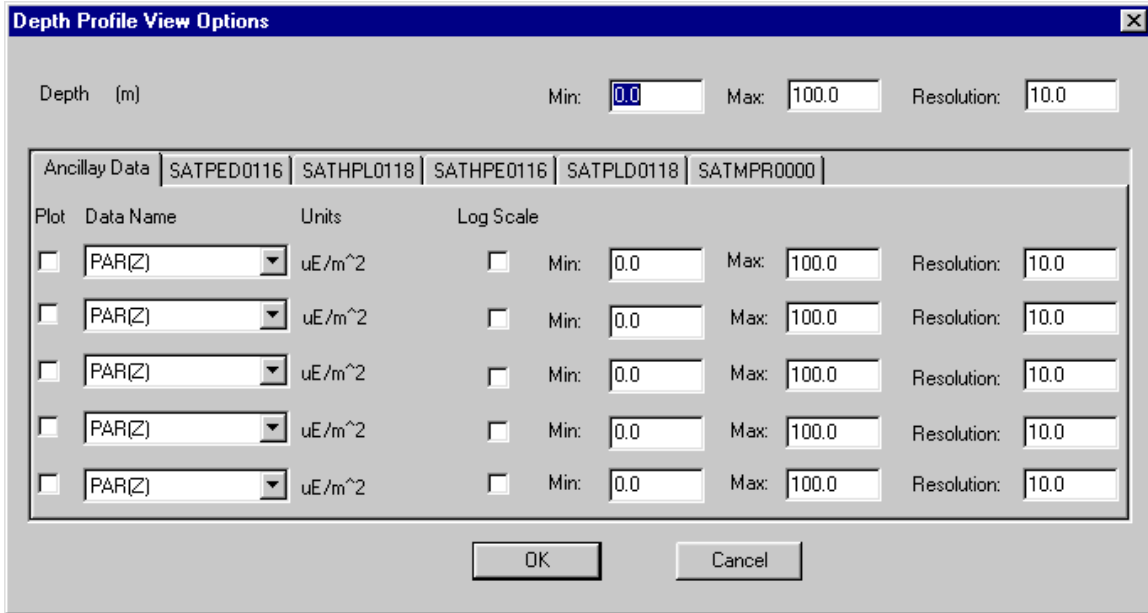 Depth Profile View Options
Depth (m) Min: 0.0 Max: 100.0 Resolution: 10.0
Ancillay Data SATPED0116 SATHPL0118 SATHPE0116 SATPLD0118 SATMPR0000
Plot Data Name Units Log Scale
PAR(Z) uE/m^2 Min: 0.0 Max: 100.0 Resolution: 10.0
PAR(Z) uE/m^2 Min: 0.0 Max: 100.0 Resolution: 10.0
PAR(Z) uE/m^2 Min: 0.0 Max: 100.0 Resolution: 10.0
PAR(Z) uE/m^2 Min: 0.0 Max: 100.0 Resolution: 10.0
PAR(Z) uE/m^2 Min: 0.0 Max: 100.0 Resolution: 10.0
OK Cancel